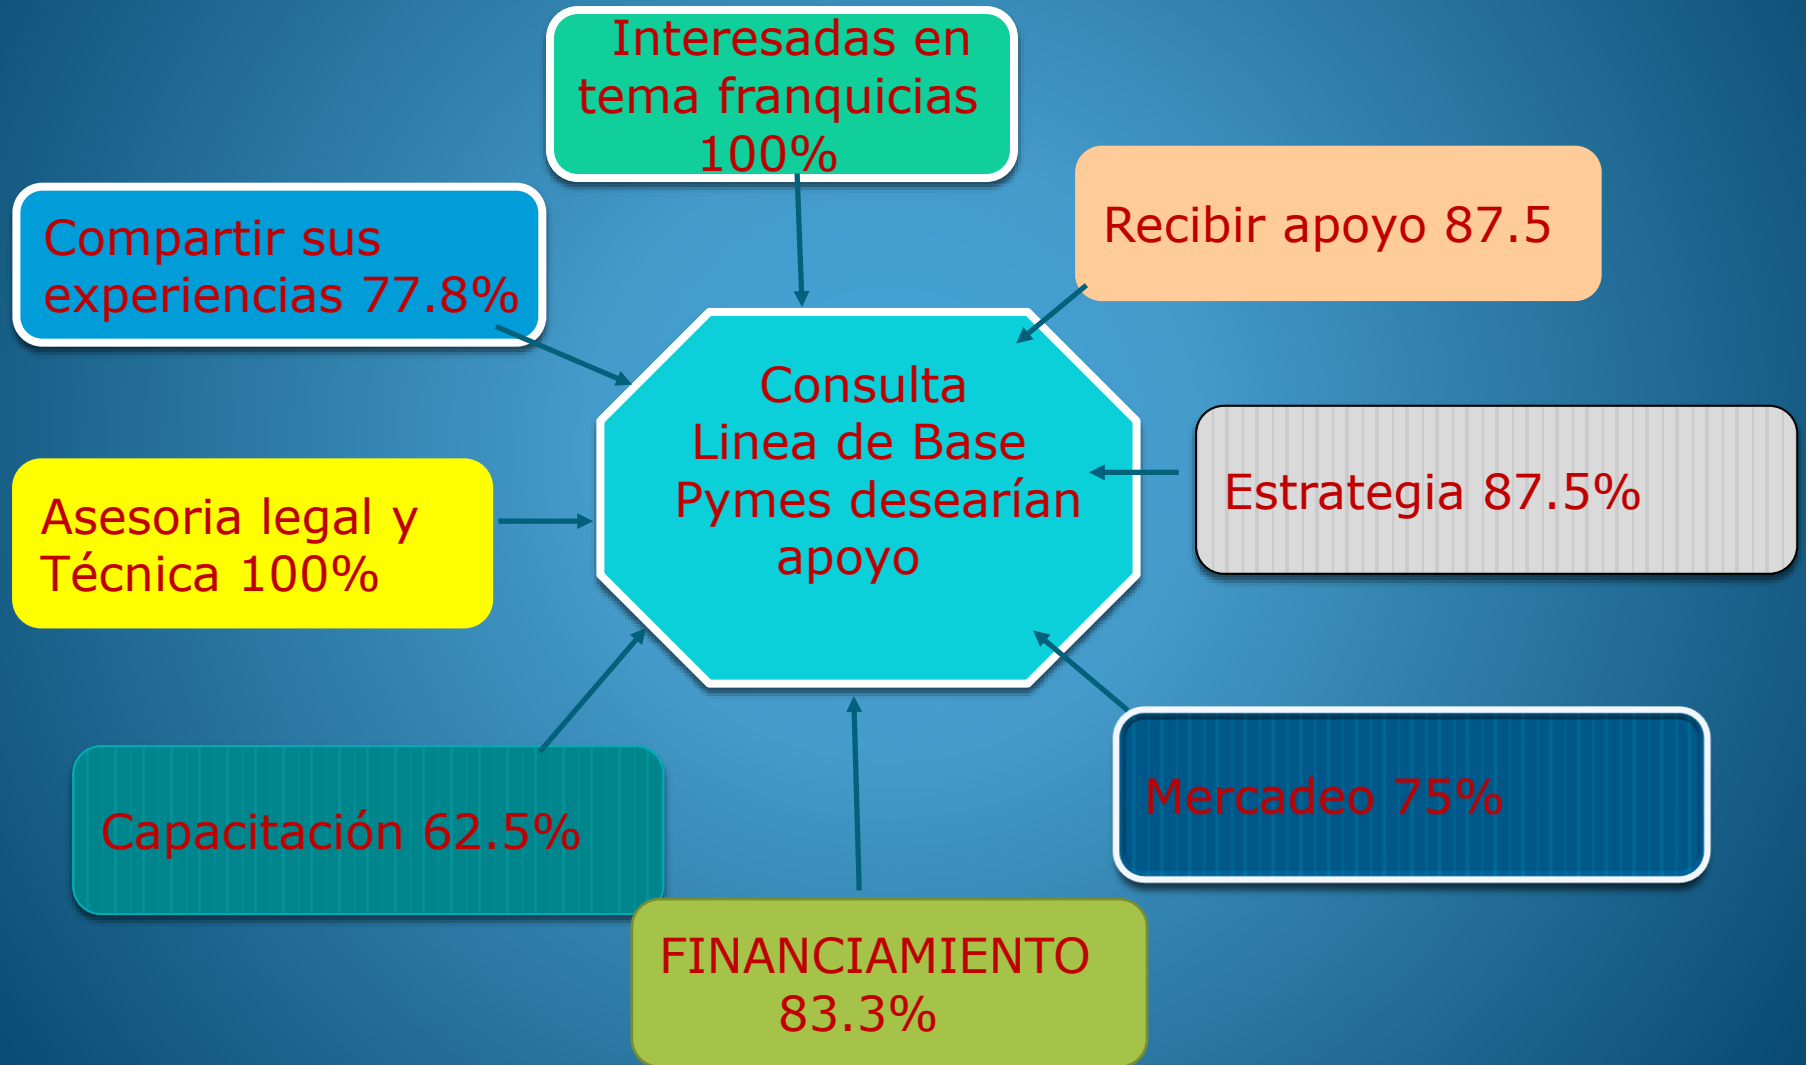 Interesadas en
tema franquicias
100%
Compartir sus
experiencias 77.8%
Recibir apoyo 87.5
Consulta
Linea de Base
Pymes desearían
apoyo
Asesoria legal y
Técnica 100%
Estrategia 87.5%
Capacitación 62.5%
Mercadeo 75%
FINANCIAMIENTO
83.3%